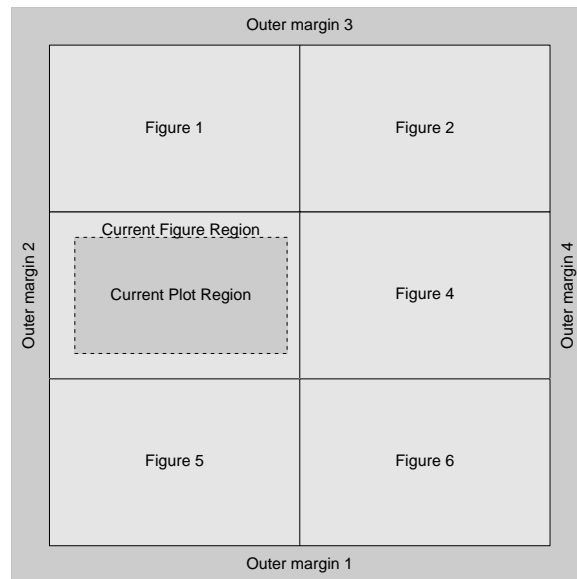 Outer margin 3
Figure 1
Figure 2
Outer margin 2
Current Figure Region
Current Plot Region
Figure 4
Outer margin 4
Figure 5
Figure 6
Outer margin 1